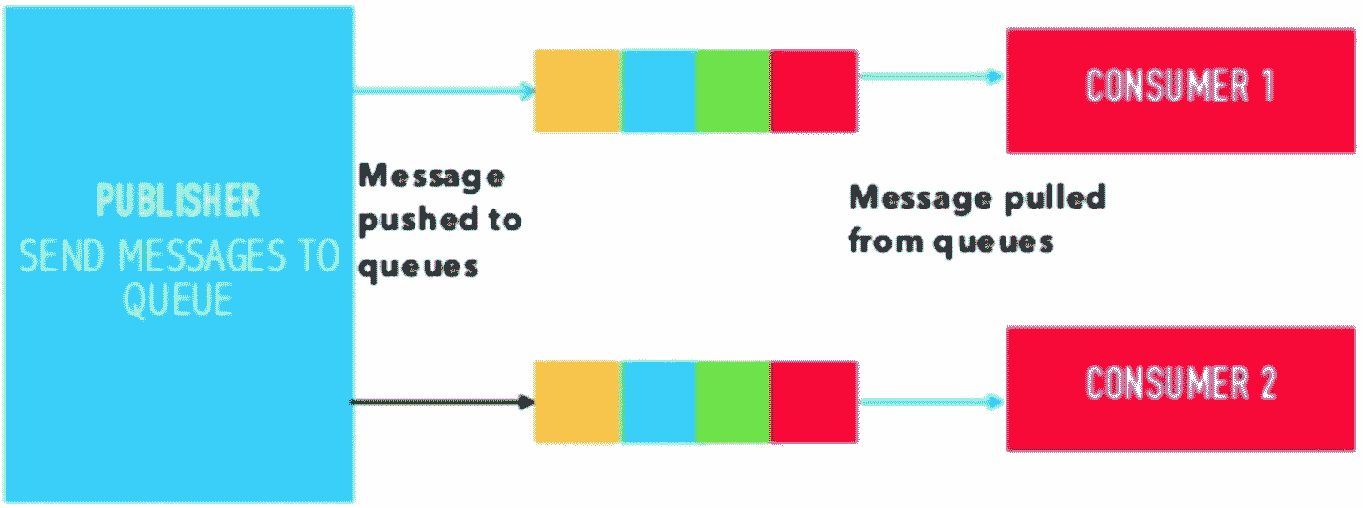 PUBLISHER
SEND MESSAGES TO
QUEUE
Message
pushed to
queues
CONSUMER 1
Message pulled
from queues
CONSUMER 2